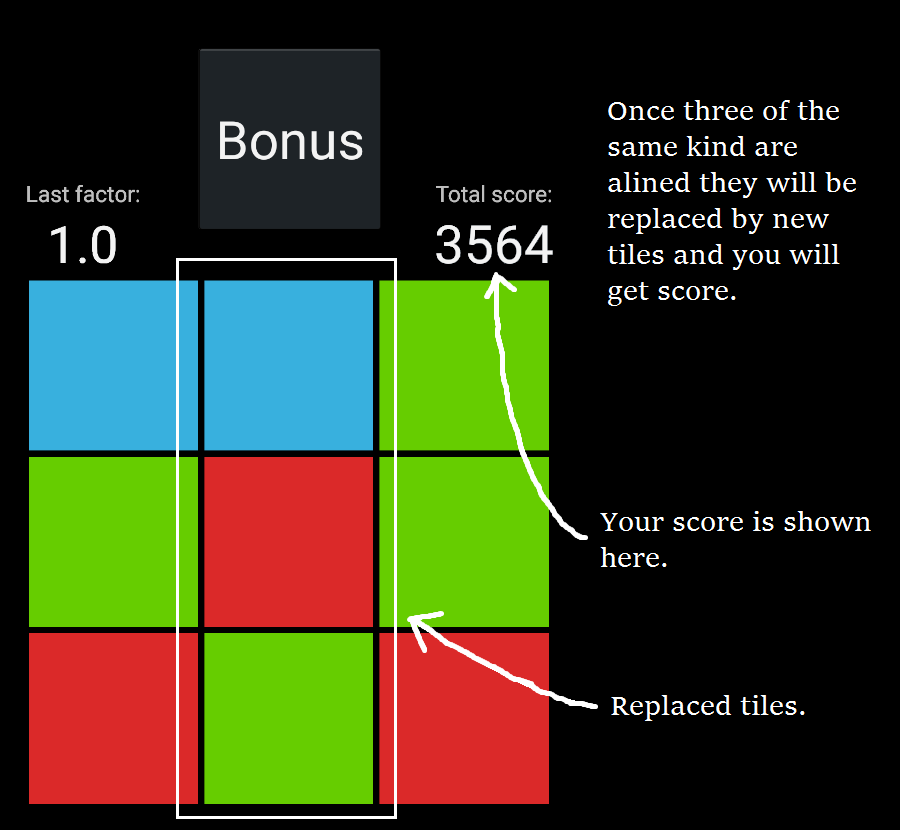 Bonus
Last factor:
1.0
Total score:
3564
Once three of the
same kind are
alined they will be
replaced by new
tiles and you will
get score.
Your score is shown
here.
Replaced tiles.